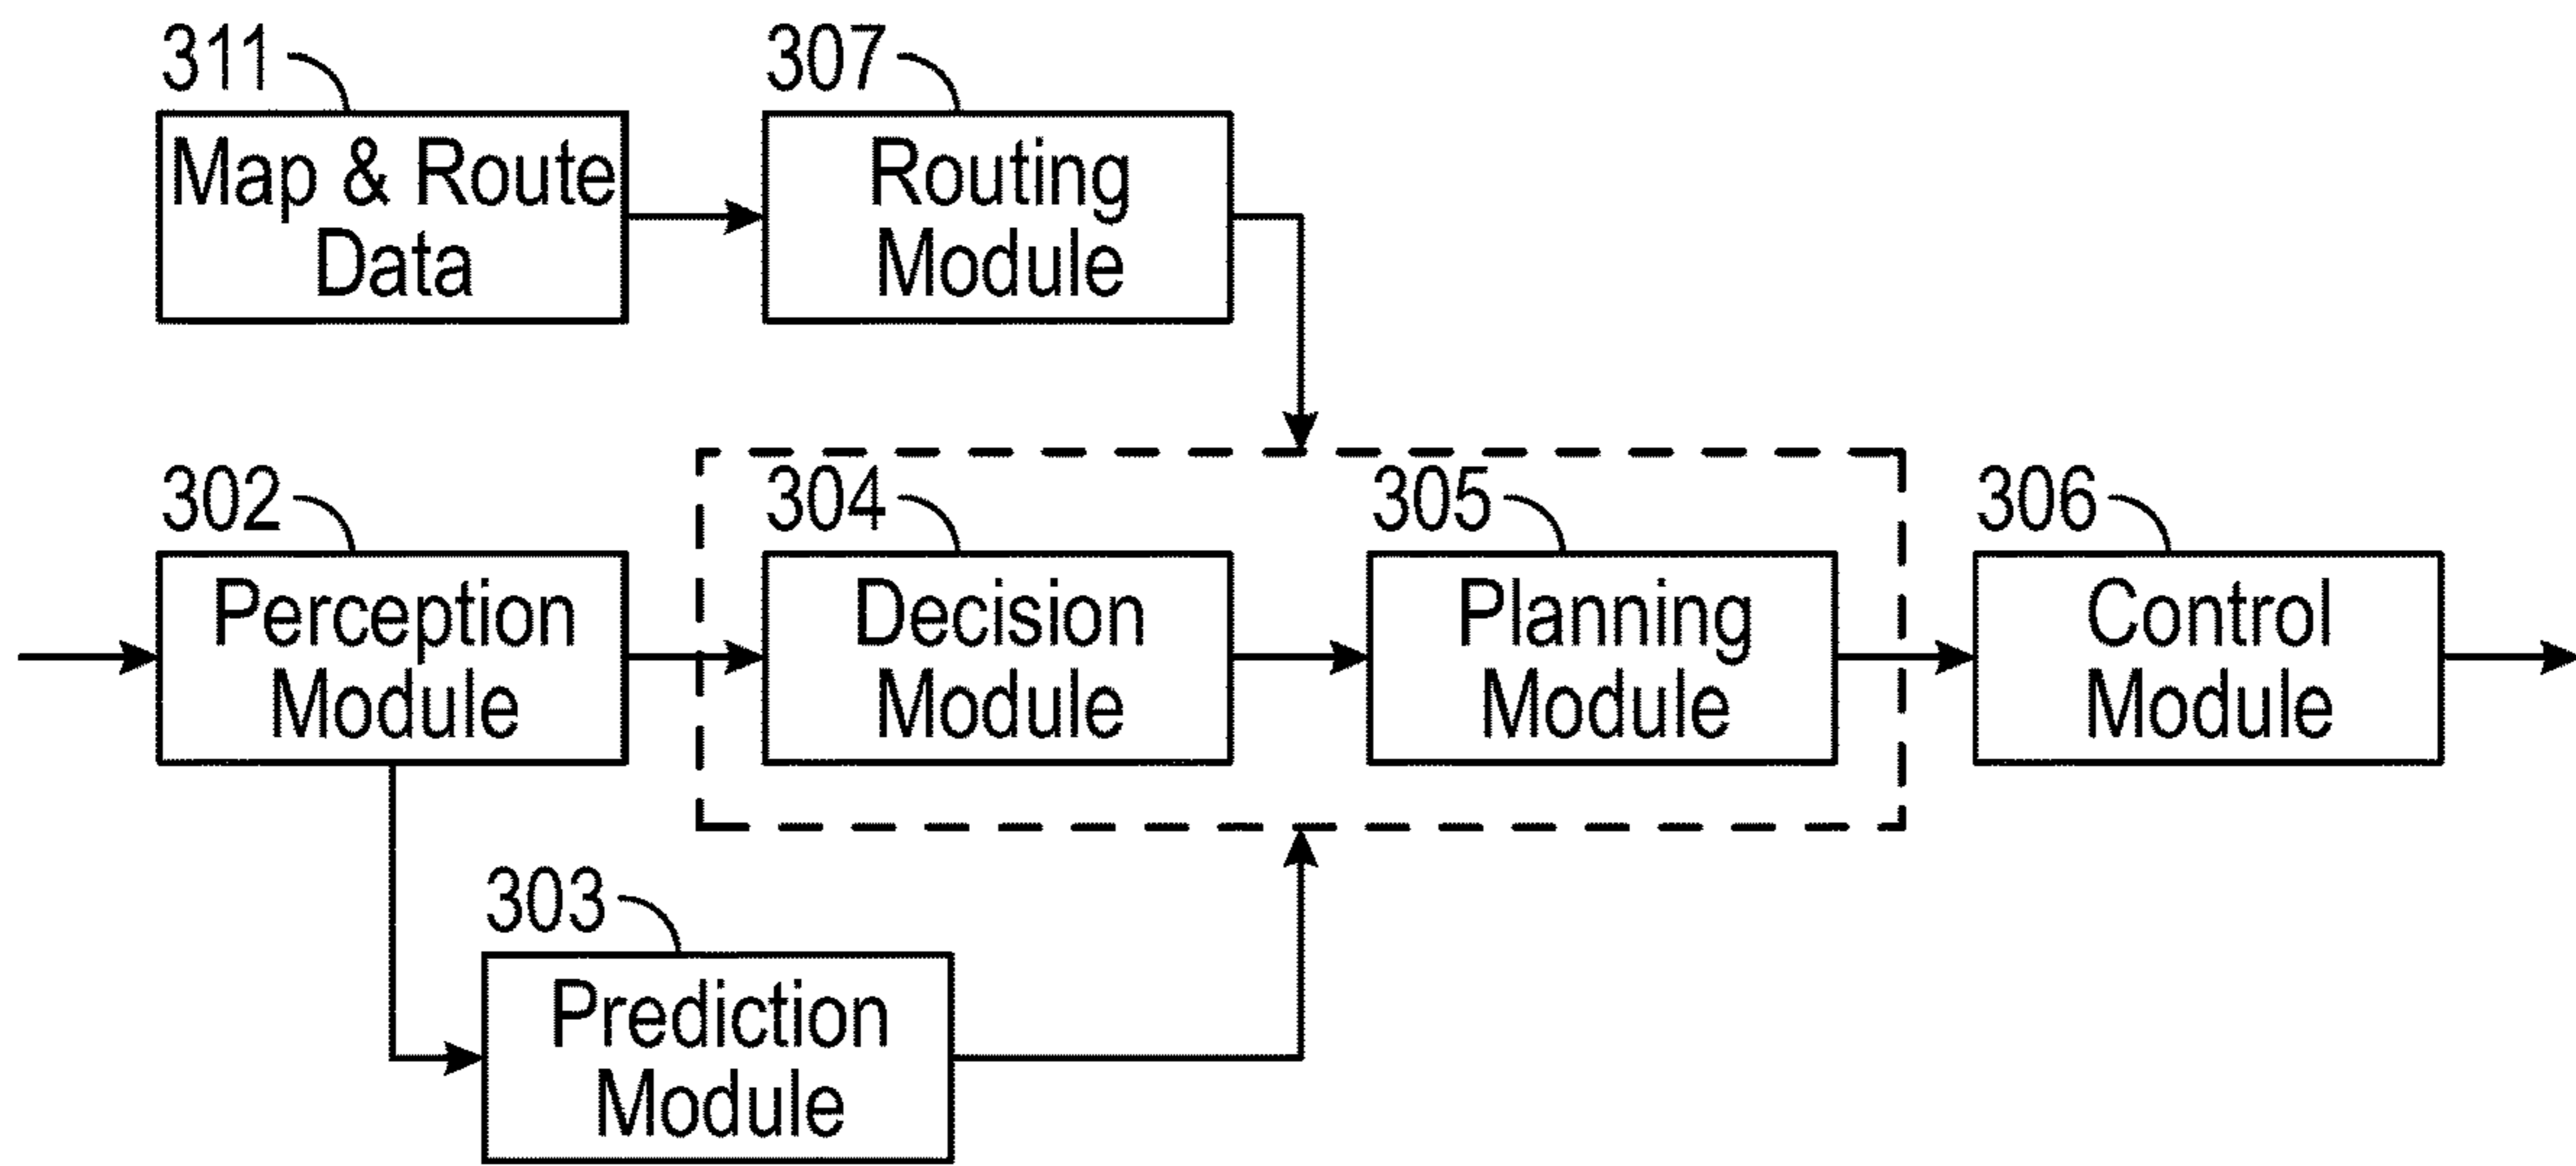 311
Map & Route
Data
307
Routing
Module
302
Perception
Module
304
Decision
Module
305
Planning
Module
306
Control
Module
303
Prediction
Module